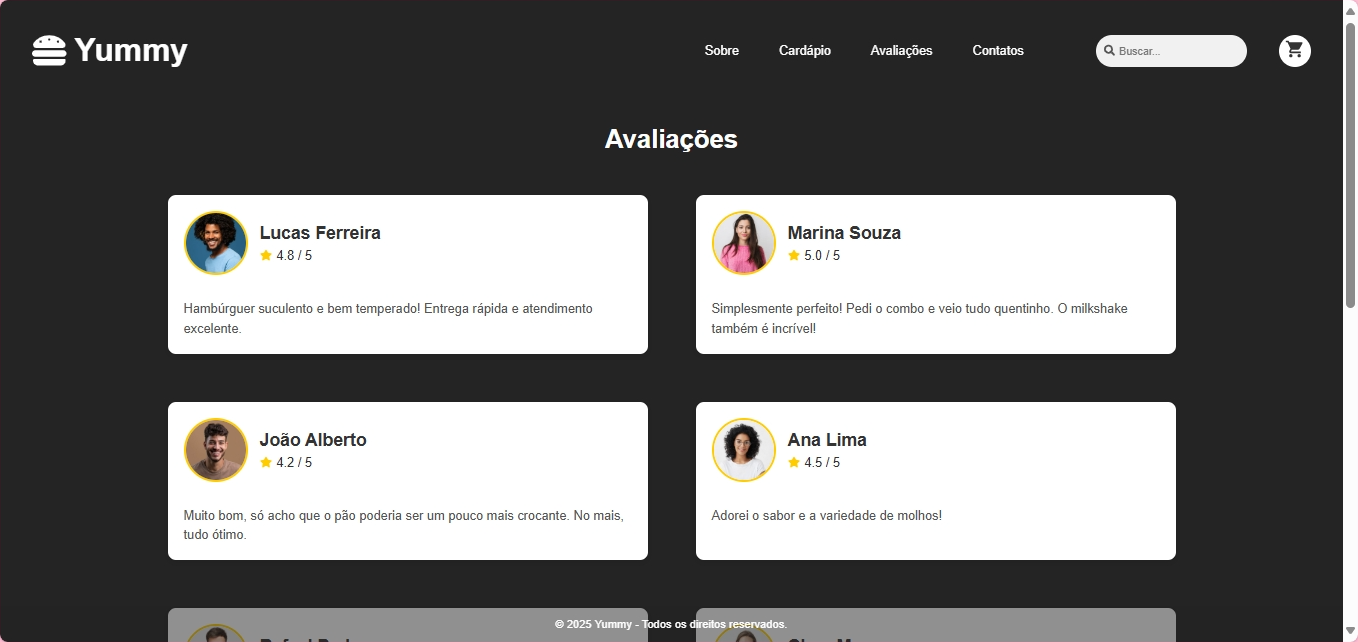 Yummy
Sobre
Cardápio
Avaliações
Contatos
Buscar...
Avaliações
Lucas Ferreira
4.8 / 5
Hambúrguer suculento e bem temperado! Entrega rápida e atendimento
excelente.
Marina Souza
5.0 / 5
Simplesmente perfeito! Pedi o combo e veio tudo quentinho. O milkshake
também é incrível!
João Alberto
4.2 / 5
Muito bom, só acho que o pão poderia ser um pouco mais crocante. No mais,
tudo ótimo.
Ana Lima
4.5 / 5
Adorei o sabor e a variedade de molhos!
© 2025 Yummy - Todos os direitos reservados.